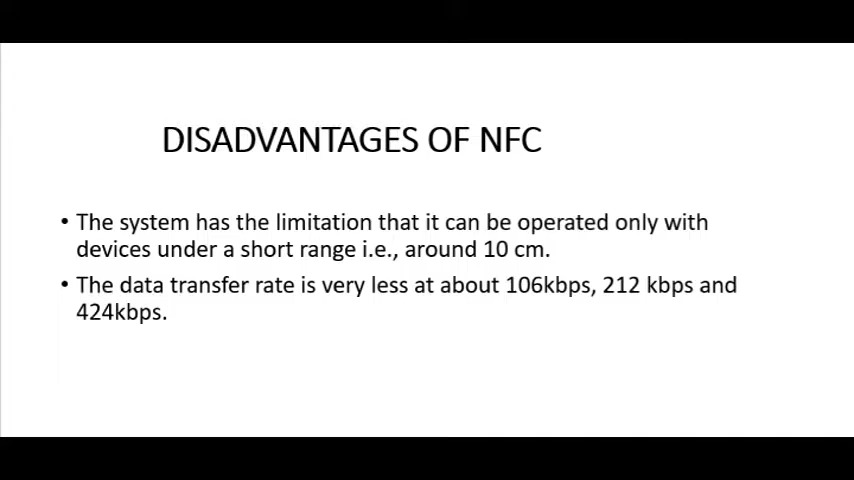 DISADVANTAGES OF NFC
• The system has the limitation that it can be operated only with
devices under a short range i.e., around 10 cm.
• The data transfer rate is very less at about 106kbps, 212 kbps and
424kbps.